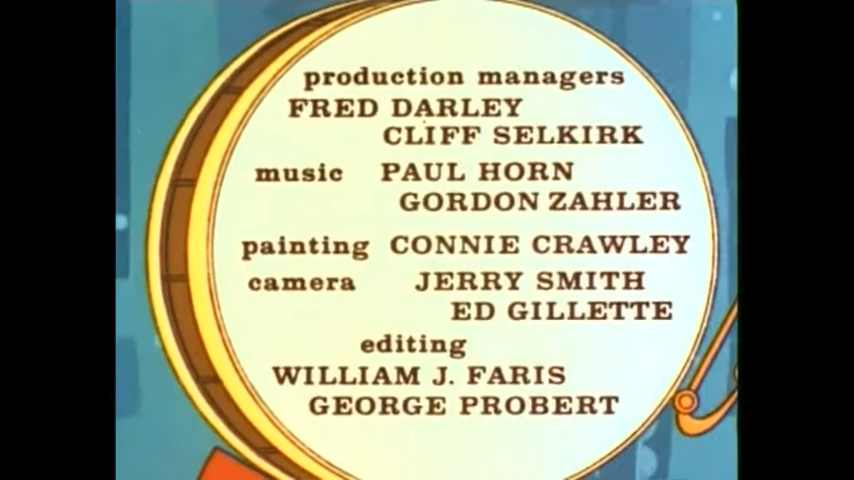 production managers
FRED DARLEY
CLIFF SELKIRK
music PAUL HORN
GORDON ZAHLER
painting CONNIE CRAWLEY
camera JERRY SMITH
ED GILLETTE
editing
WILLIAM J. FARIS
GEORGE PROBERT